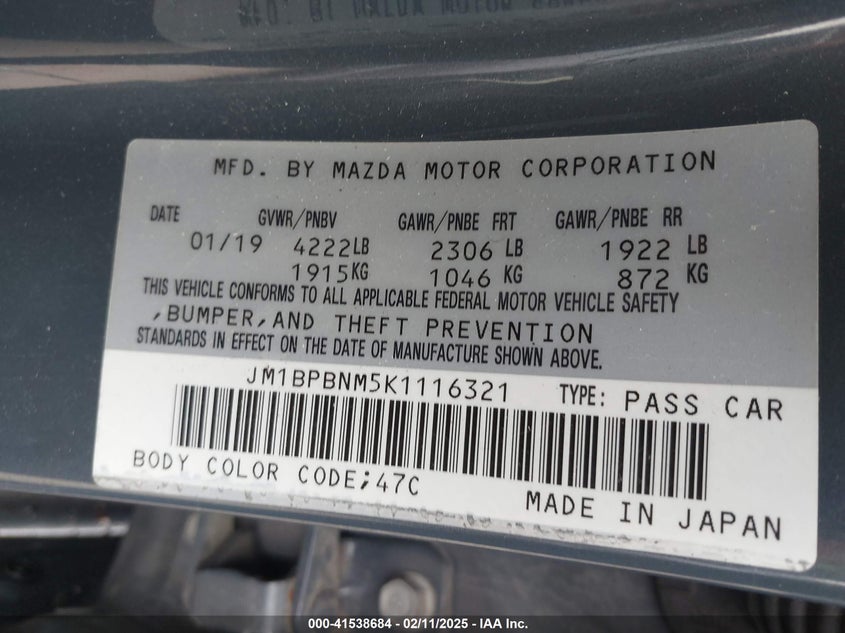 MFD. BY MAZDA MOTOR CORPORATION
DATE GVWR/PNBV GAWR/PNBE FRT GAWR/PNBE RR
01/19 4222LB 2306 LB 1922 LB
1915KG 1046 KG 872 KG
THIS VEHICLE CONFORMS TO ALL APPLICABLE FEDERAL MOTOR VEHICLE SAFETY
,BUMPER,AND THEFT PREVENTION
STANDARDS IN EFFECT ON THE DATE OF MANUFACTURE SHOWN ABOVE.
JM1BPBNM5K1116321 TYPE: PASS CAR
BODY COLOR CODE;47C
MADE IN JAPAN
000-41538684 - 02/11/2025 - IAA Inc.